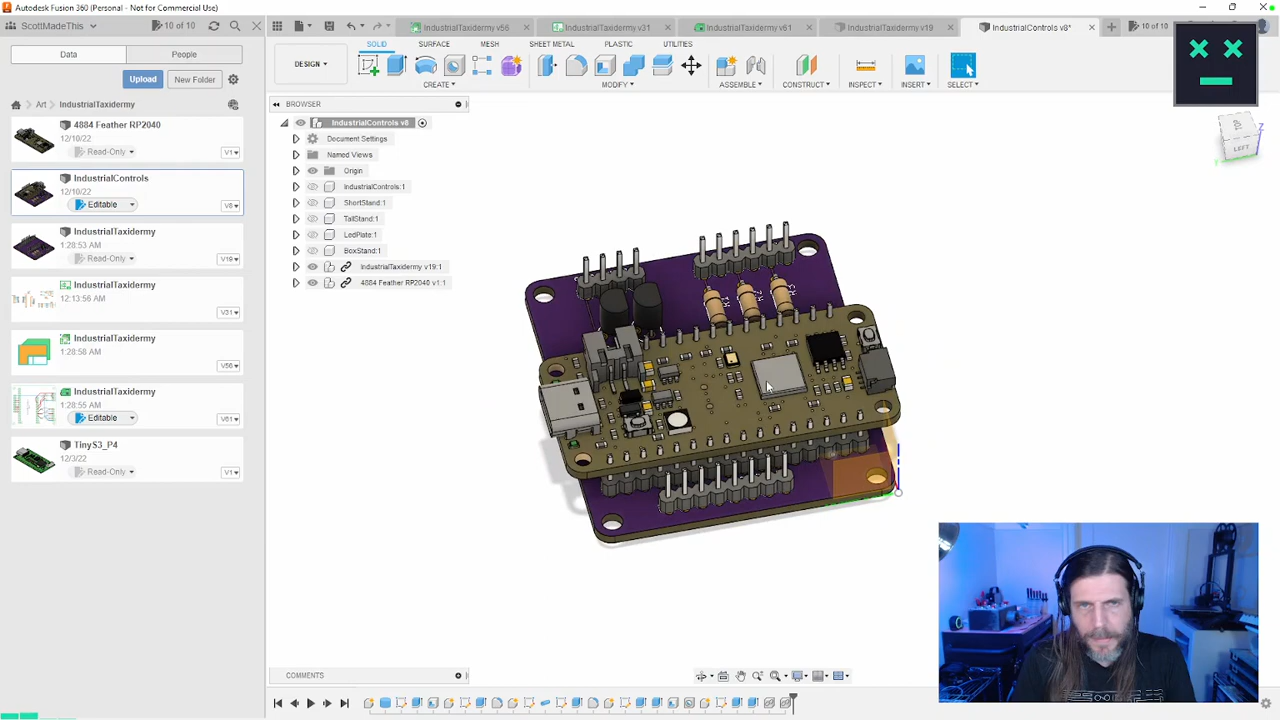 Autodesk Fusion 360 (Personal - Not for Commercial Use)
ScottMadeThis
10 of 10
IndustrialTaxidermy v56
IndustrialTaxidermy v31
IndustrialTaxidermy v61
IndustrialTaxidermy v19
IndustrialControls v8*
10 of 10
Data
People
SOLID
SURFACE
MESH
SHEET METAL
PLASTIC
UTILITIES
Upload
New Folder
DESIGN
CREATE
MODIFY
ASSEMBLE
CONSTRUCT
INSPECT
INSERT
SELECT
Art
IndustrialTaxidermy
BROWSER
4884 Feather RP2040
12/10/22
Read-Only
V1
IndustrialControls
12/10/22
Editable
V8
IndustrialTaxidermy
1:28:53 AM
V19
IndustrialTaxidermy
12:13:56 AM
V31
IndustrialTaxidermy
1:28:58 AM
V56
IndustrialTaxidermy
1:28:55 AM
Editable
V61
TinyS3_P4
12/3/22
Read-Only
V1
IndustrialControls v8
Document Settings
Named Views
Origin
IndustrialControls:1
ShortStand:1
TallStand:1
LedPlate:1
BoxStand:1
IndustrialTaxidermy v19:1
4884 Feather RP2040 v1:1
LEFT
Z
COMMENTS